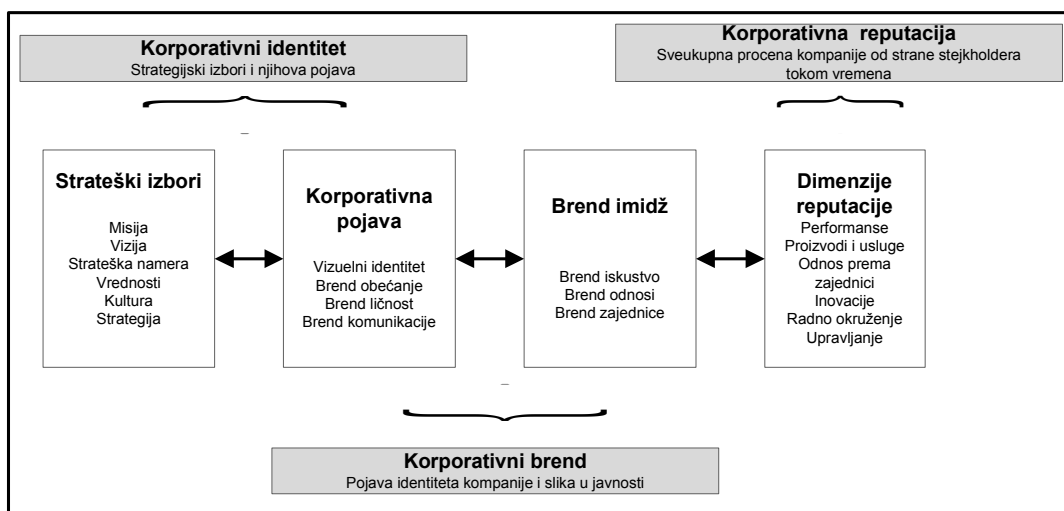 Korporativni identitet
Strategijski izbori i njihova pojava
Korporativna reputacija
Sveukupna procena kompanije od strane stejkholdera
tokom vremena
Strateški izbori
Misija
Vizija
Strateška namera
Vrednosti
Kultura
Strategija
Korporativna
pojava
Vizuelni identitet
Brend obećanje
Brend ličnost
Brend komunikacije
Brend imidž
Brend iskustvo
Brend odnosi
Brend zajednice
Dimenzije
reputacije
Performanse
Proizvodi i usluge
Odnos prema
zajednici
Inovacije
Radno okruženje
Upravljanje
Korporativni brend
Pojava identiteta kompanije i slika u javnosti